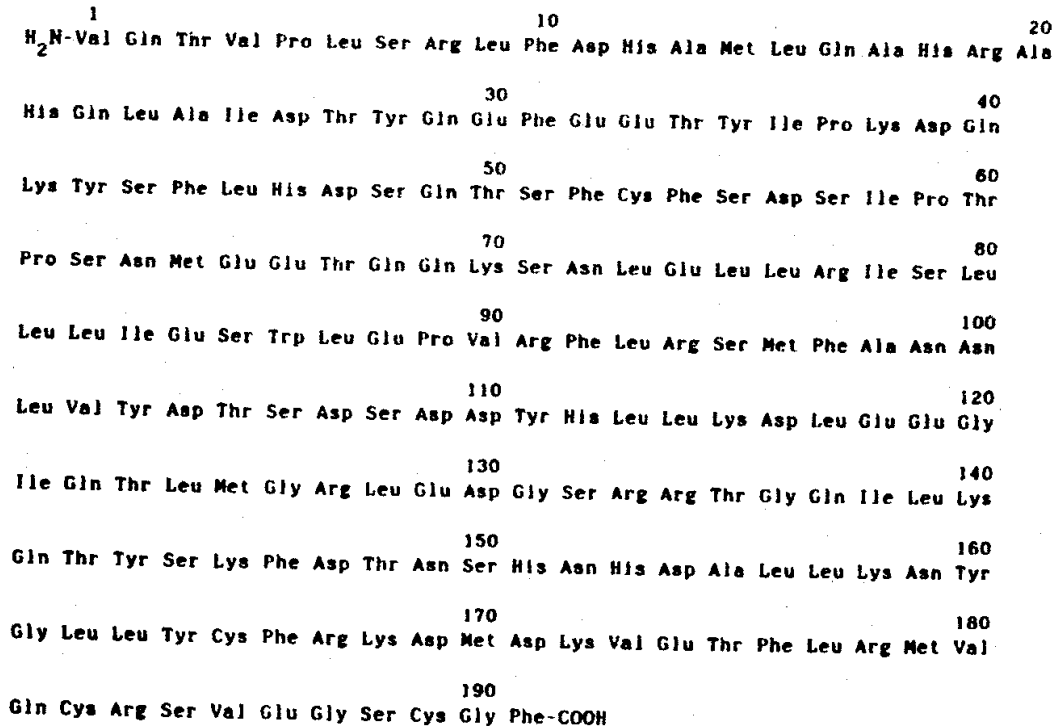 1 10 20
H2N-Val Gln Thr Val Pro Leu Ser Arg Leu Phe Asp His Ala Met Leu Gln Ala His Arg Ala
30 40
His Gln Leu Ala Ile Asp Thr Tyr Gln Glu Phe Glu Glu Thr Tyr Ile Pro Lys Asp Gln
50 60
Lys Tyr Ser Phe Leu His Asp Ser Gln Thr Ser Phe Cys Phe Ser Asp Ser Ile Pro Thr
70 80
Pro Ser Asn Met Glu Glu Thr Gln Gln Lys Ser Asn Leu Glu Leu Leu Arg Ile Ser Leu
90 100
Leu Leu Ile Glu Ser Trp Leu Glu Pro Val Arg Phe Leu Arg Ser Met Phe Ala Asn Asn
110 120
Leu Val Tyr Asp Thr Ser Asp Ser Asp Asp Tyr His Leu Leu Lys Asp Leu Glu Glu Gly
130 140
Ile Gln Thr Leu Met Gly Arg Leu Glu Asp Gly Ser Arg Arg Thr Gly Gln Ile Leu Lys
150 160
Gln Thr Tyr Ser Lys Phe Asp Thr Asn Ser His Asn His Asp Ala Leu Leu Lys Asn Tyr
170 180
Gly Leu Leu Tyr Cys Phe Arg Lys Asp Met Asp Lys Val Glu Thr Phe Leu Arg Met Val
190
Gln Cys Arg Ser Val Glu Gly Ser Cys Gly Phe-COOH